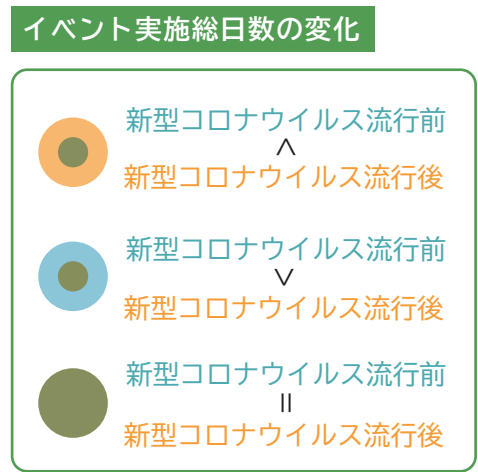 イベント実施総日数の変化
新型コロナウイルス流行前
∧
新型コロナウイルス流行後
新型コロナウイルス流行前
∨
新型コロナウイルス流行後
新型コロナウイルス流行前
=
新型コロナウイルス流行後